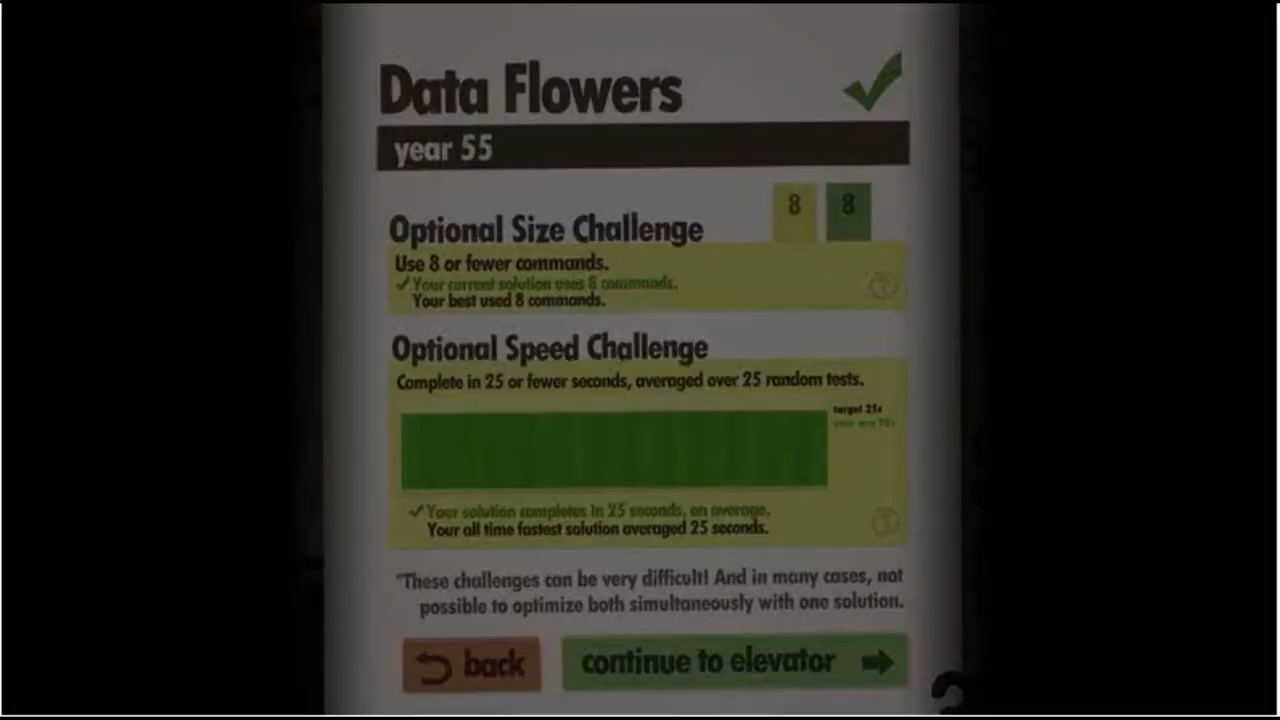 Data Flowers
year 55
8 8
Optional Size Challenge
Use 8 or fewer commands.
Your current solution uses 8 commands.
Your best used 8 commands.
Optional Speed Challenge
Complete in 25 or fewer seconds, averaged over 25 random tests.
target 25s
Your solution completes in 25 seconds, on average.
Your all time fastest solution averaged 25 seconds.
"These challenges can be very difficult! And in many cases, not
possible to optimize both simultaneously with one solution.
back
continue to elevator